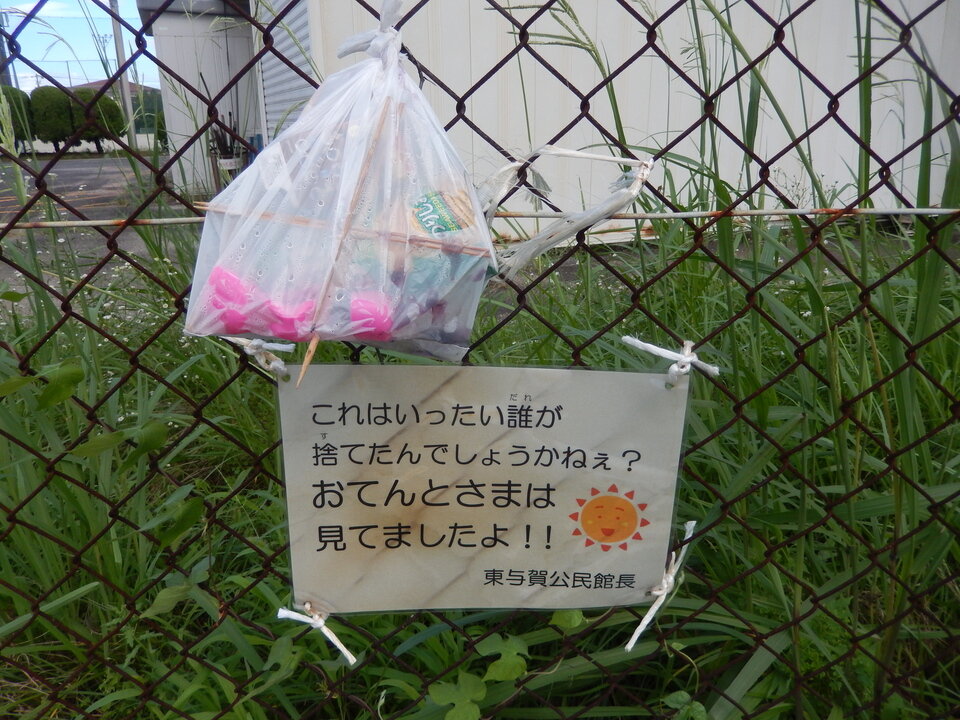 これはいったい誰が
捨てたんでしょうかねぇ？
おてんとさまは
見てましたよ！！
東与賀公民館長